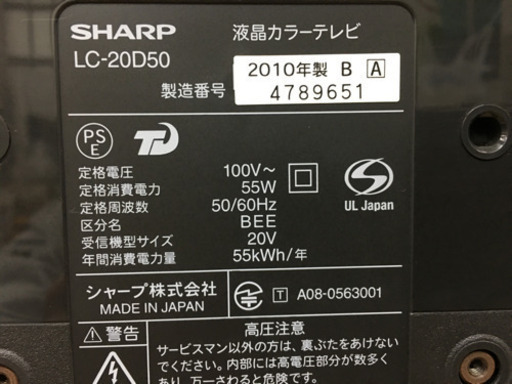 SHARP 液晶カラーテレビ
LC-20D50
2010年製 B A
製造番号 4789651
PS
E
定格電圧 100V~
定格消費電力 55W
定格周波数 50/60Hz
区分名 BEE
受信機型サイズ 20V
年間消費電力量 55kWh/年
UL Japan
シャープ株式会社
MADE IN JAPAN
T A08-0563001
警告
高圧注意
サービスマン以外の方は、裏ぶたをあけない
でください。内部には高電圧部分が数多く
あり、万一さわると危険です。